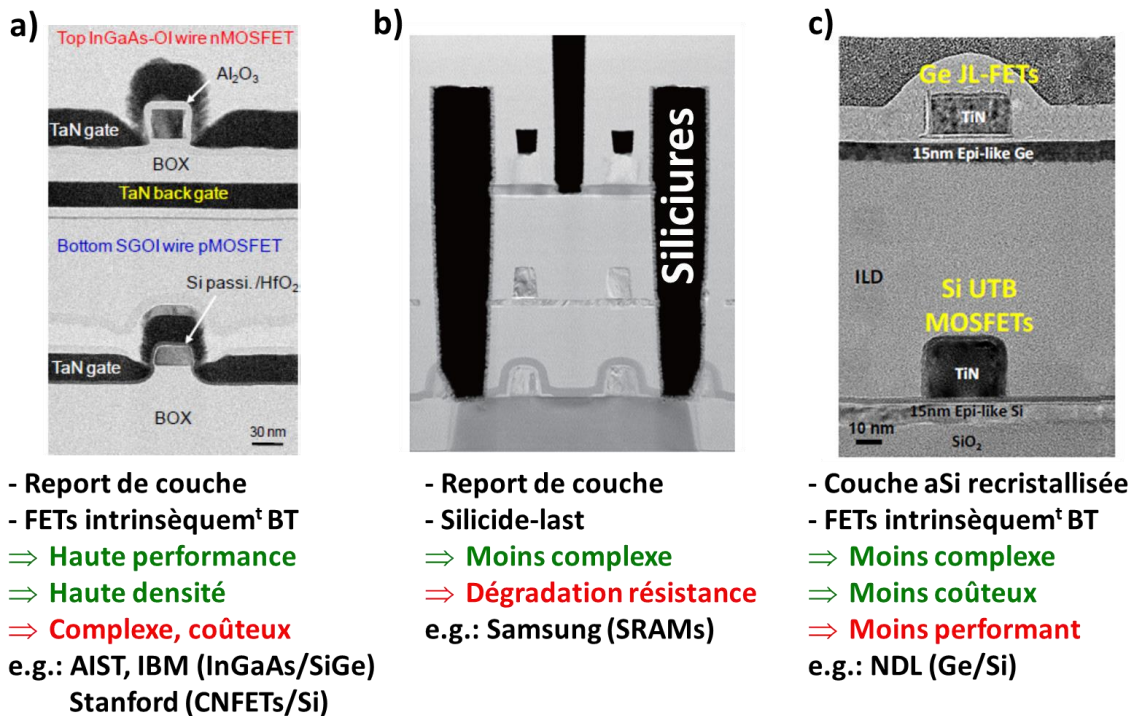 a)
Top InGaAs-OI wire nMOSFET
Al₂O₃
TaN gate
BOX
TaN back gate
Bottom SGOI wire pMOSFET
Si passi./HfO₂
TaN gate
BOX
30 nm
- Report de couche
- FETs intrinsèquemᵗ BT
⇒ Haute performance
⇒ Haute densité
⇒ Complexe, coûteux
e.g.: AIST, IBM (InGaAs/SiGe)
Stanford (CNFETs/Si)
b)
Siliciures
- Report de couche
- Silicide-last
⇒ Moins complexe
⇒ Dégradation résistance
e.g.: Samsung (SRAMs)
c)
Ge JL-FETs
TiN
15nm Epi-like Ge
ILD
Si UTB
MOSFETs
TiN
15nm Epi-like Si
10 nm
SiO₂
- Couche aSi recristallisée
- FETs intrinsèquemᵗ BT
⇒ Moins complexe
⇒ Moins coûteux
⇒ Moins performant
e.g.: NDL (Ge/Si)